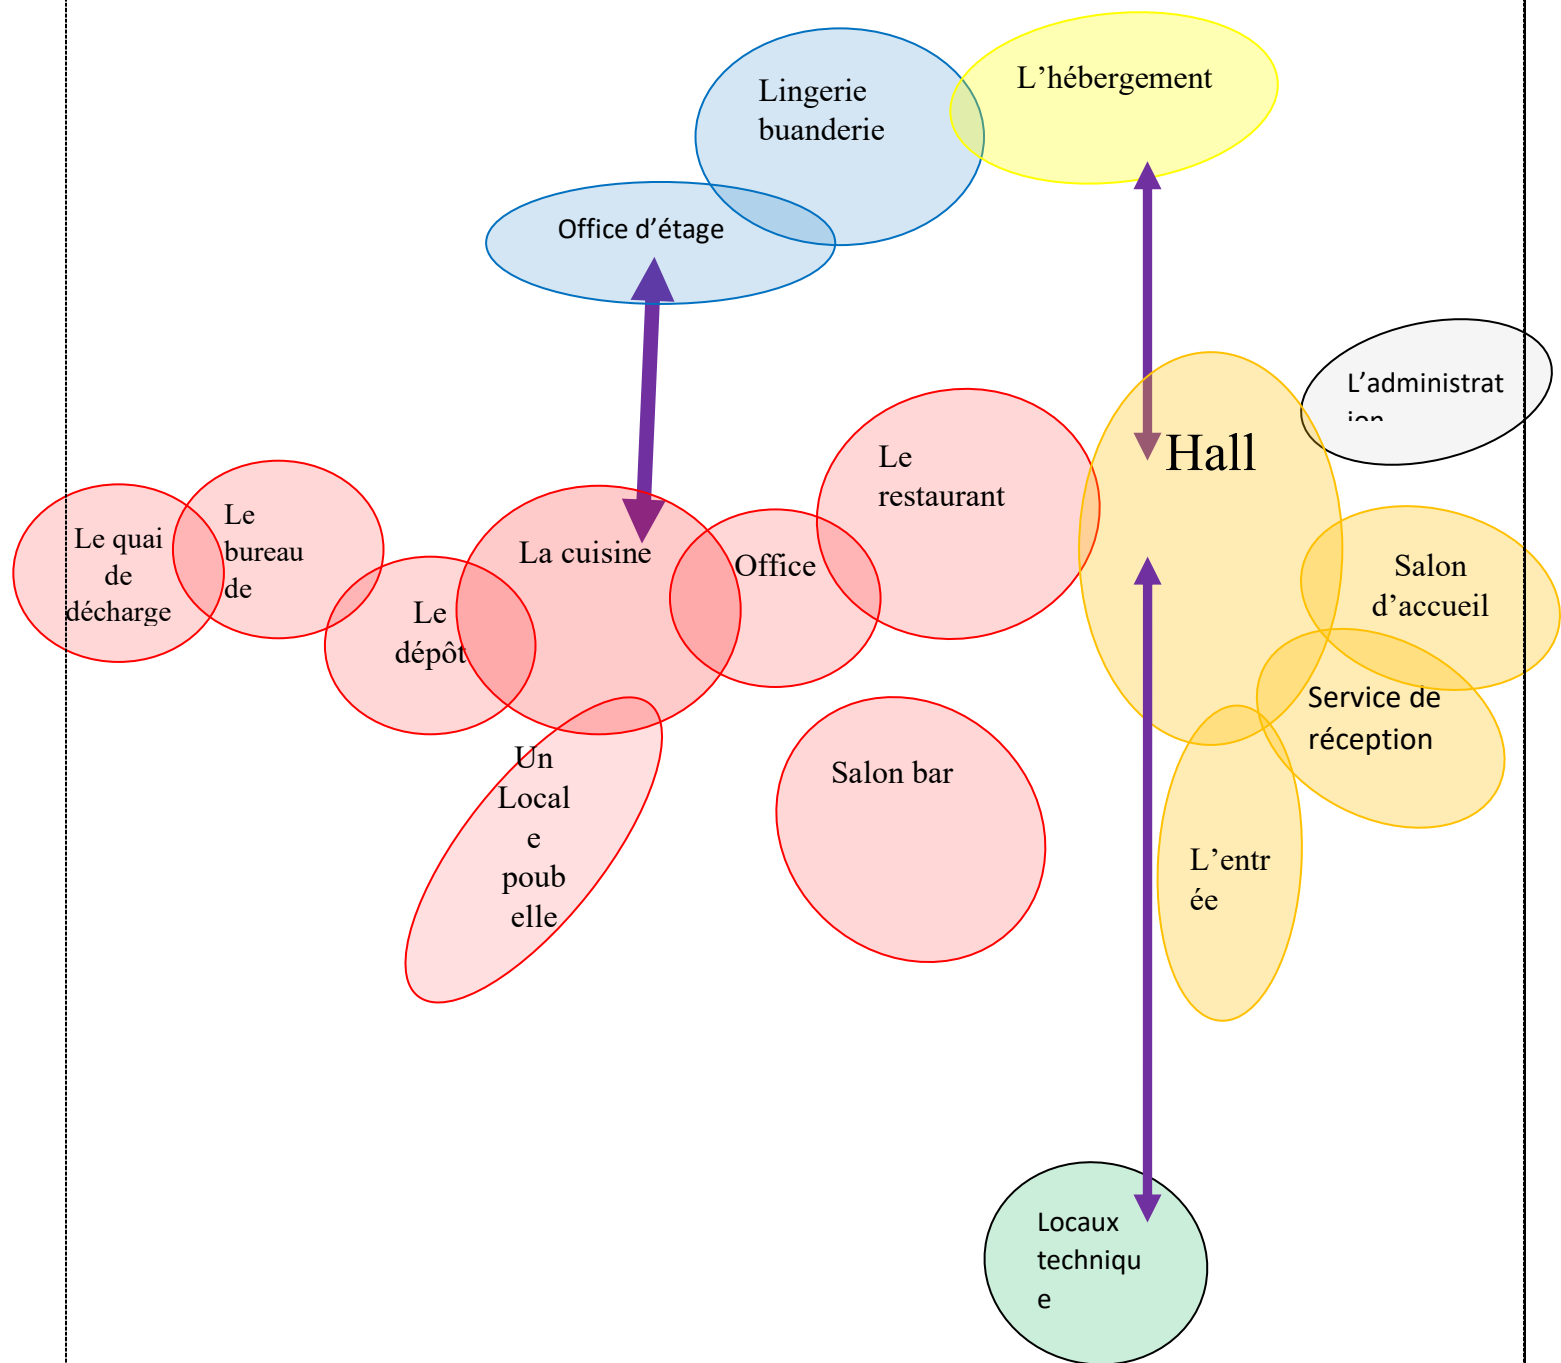 L’hébergement
Lingerie
buanderie
Office d’étage
L’administrat
ion
Hall
Le
restaurant
Le quai
de
décharge
Le
bureau
de
La cuisine
Office
Le
dépôt
Salon
d’accueil
Service de
réception
Un
Local
e
poub
elle
Salon bar
L’entr
ée
Locaux
techniqu
e